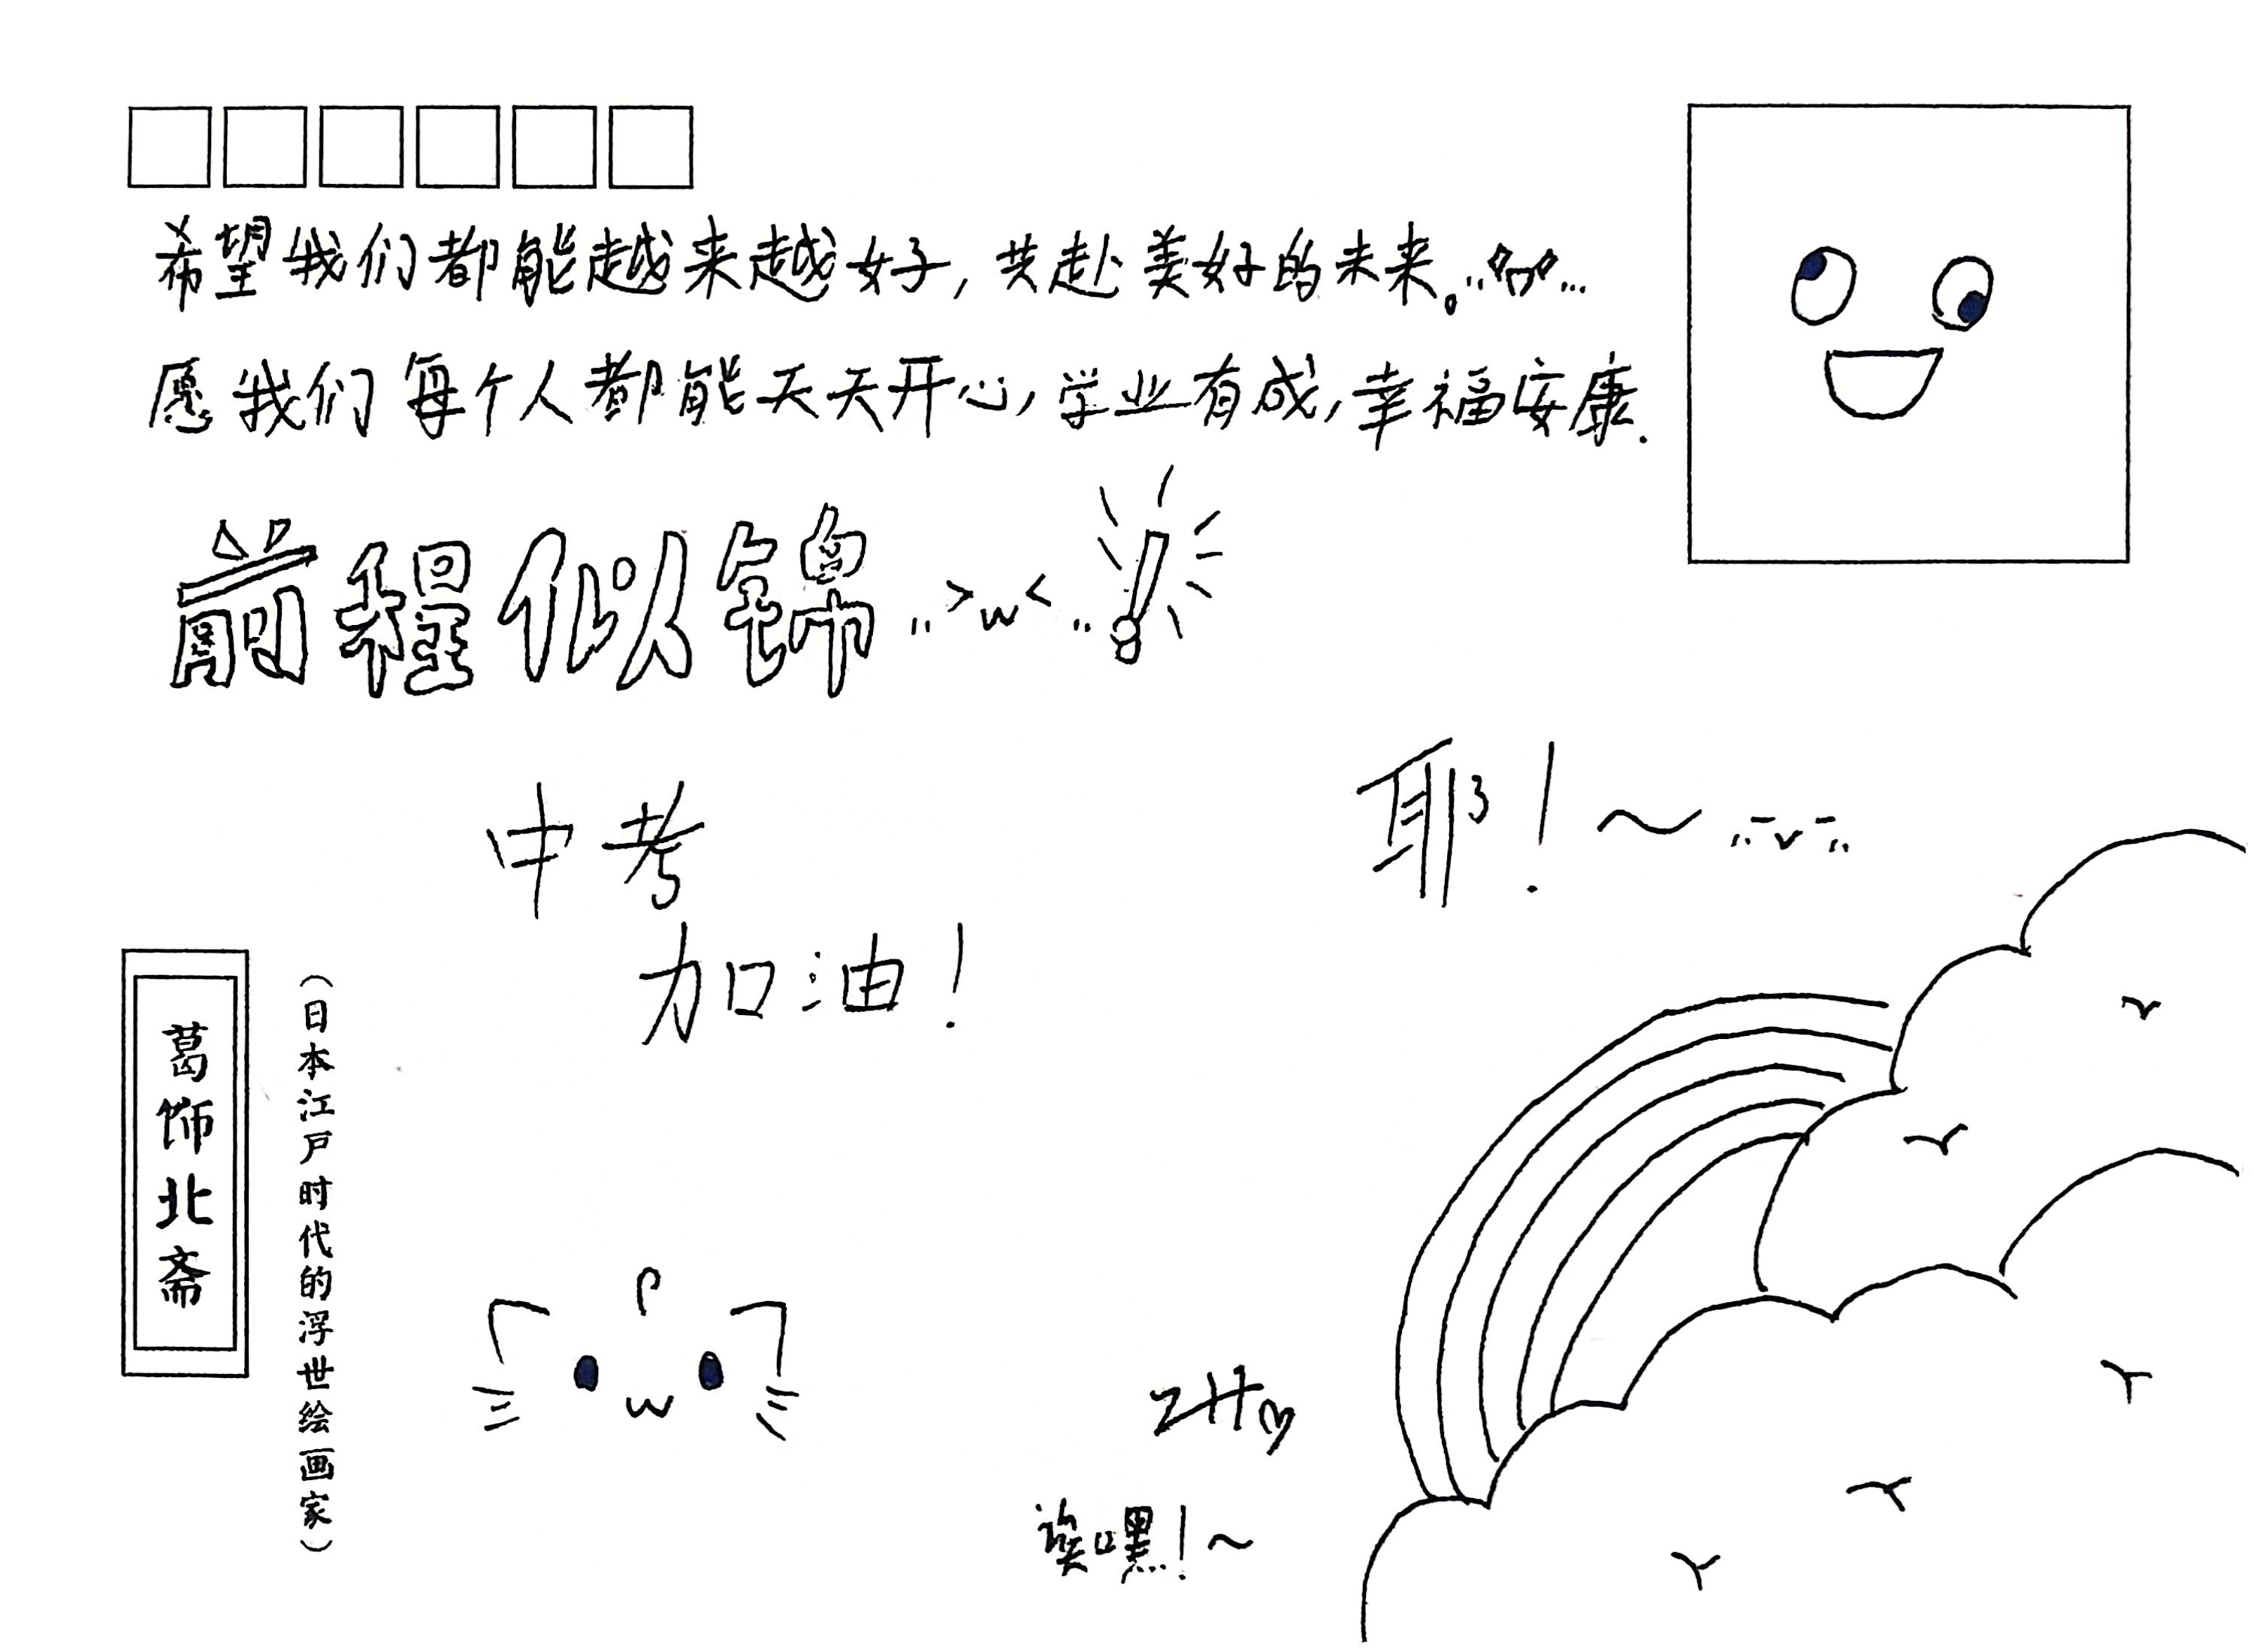 希望我们都能越来越好,共赴美好的未来。
愿我们每个人都能天天开心,学业有成,幸福安康.
前程似锦 >w< !
中考
加油!
耶!~
葛饰北斋
(日本江户时代的浮世绘画家)
嘿!~